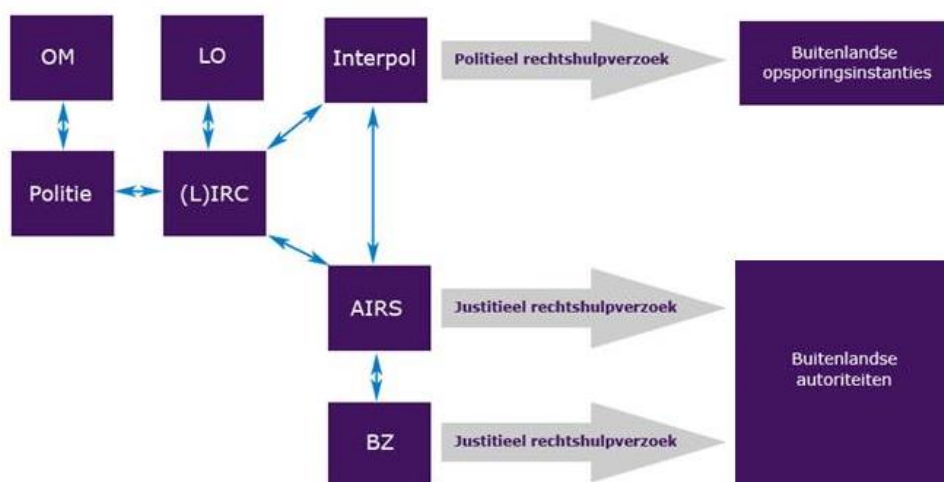 OM
LO
Interpol
Politieel rechtshulpverzoek
Buitenlandse
opsporingsinstanties
Politie
(L)IRC
AIRS
Justitieel rechtshulpverzoek
Buitenlandse
autoriteiten
BZ
Justitieel rechtshulpverzoek